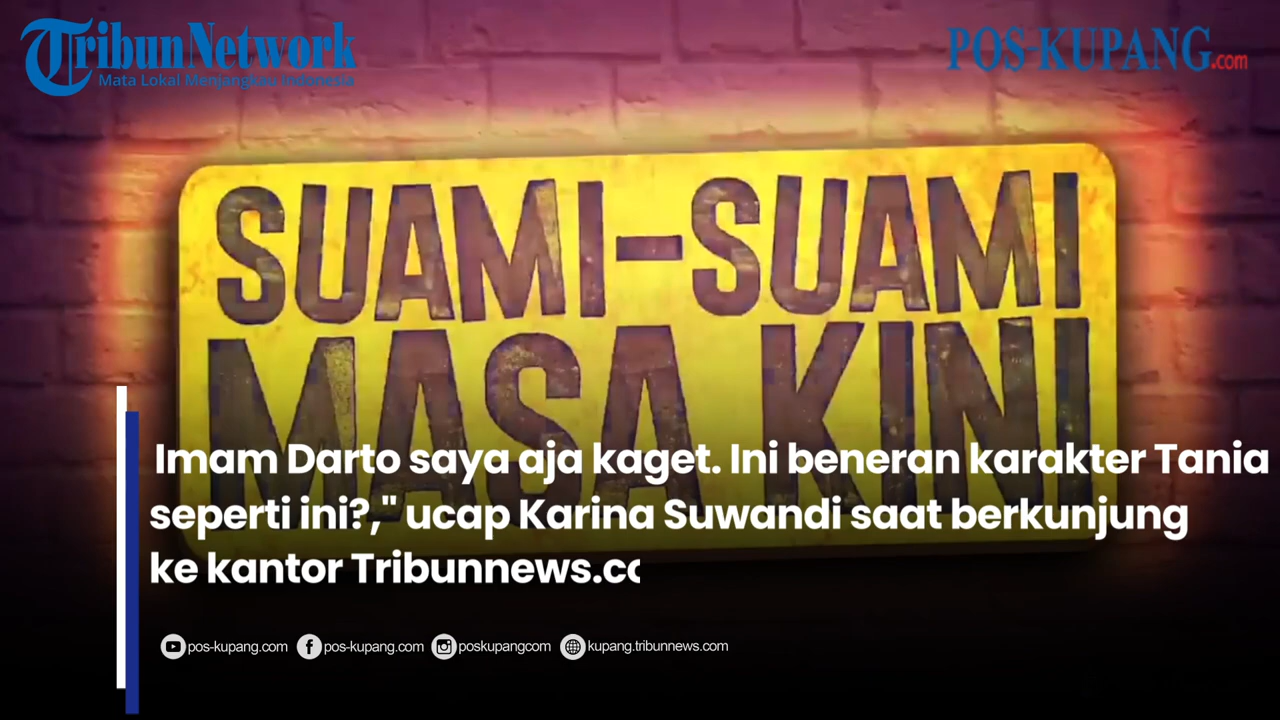 TribunNetwork
Mata Lokal Menjangkau Indonesia
POS-KUPANG.com
SUAMI-SUAMI
MASA KINI
Imam Darto saya aja kaget. Ini beneran karakter Tania
seperti ini?," ucap Karina Suwandi saat berkunjung
ke kantor Tribunnews.co
pos-kupang.com pos-kupang.com poskupangcom kupang.tribunnews.com